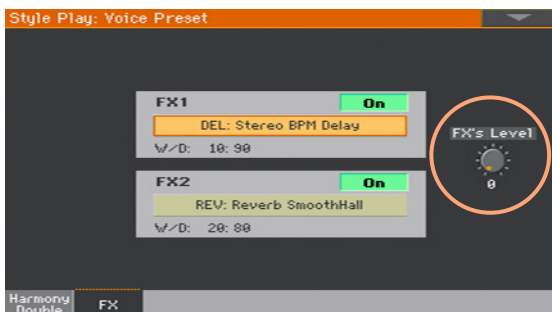 Style Play: Voice Preset
FX1 On
DEL: Stereo BPM Delay
W/D: 10:90
FX's Level
0
FX2 On
REV: Reverb SmoothHall
W/D: 20:80
Harmony
Double
FX